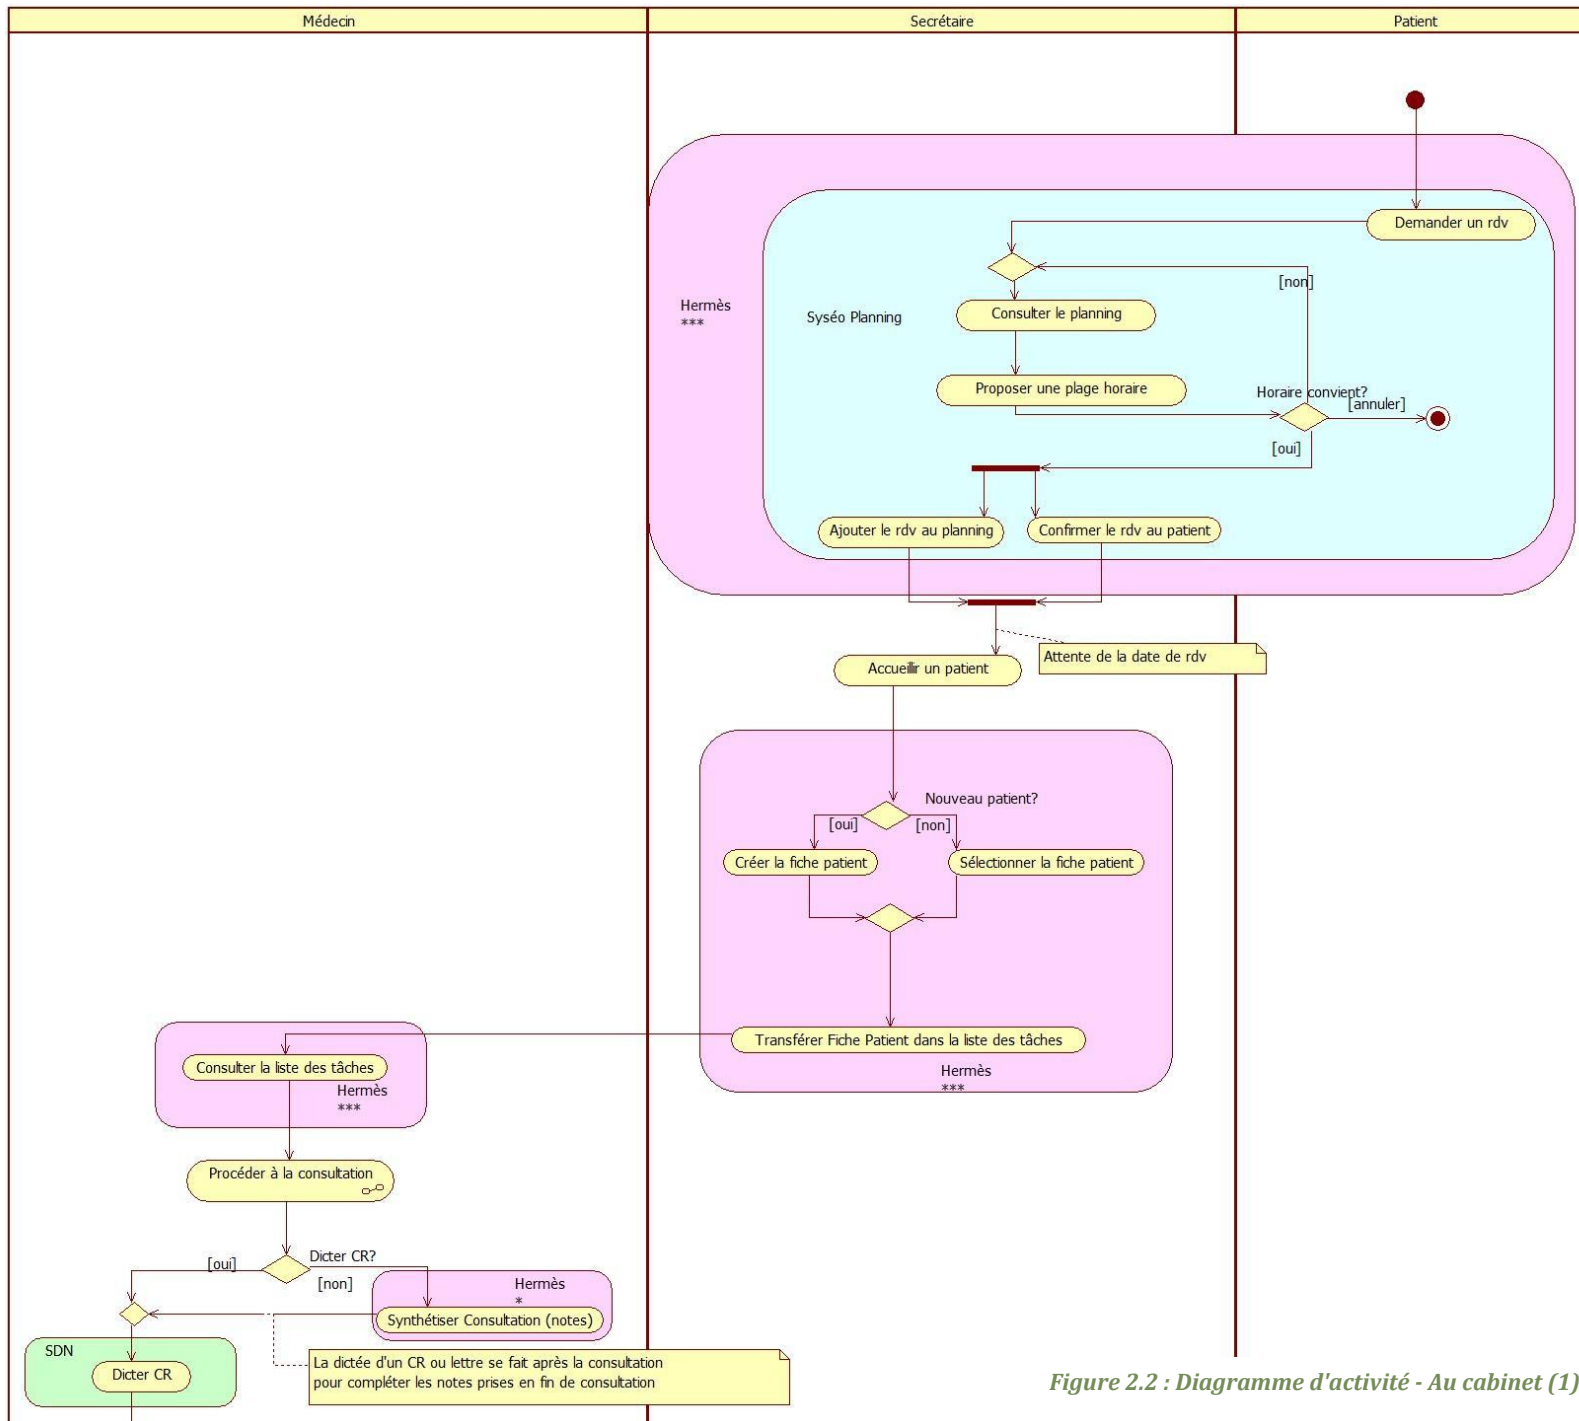 Médecin
Secrétaire
Patient
Demander un rdv
[non]
Hermès
***
Syséo Planning
Consulter le planning
Proposer une plage horaire
Horaire convient?
[annuler]
[oui]
Ajouter le rdv au planning
Confirmer le rdv au patient
Attente de la date de rdv
Accueillir un patient
Nouveau patient?
[oui]
[non]
Créer la fiche patient
Sélectionner la fiche patient
Transférer Fiche Patient dans la liste des tâches
Hermès
***
Consulter la liste des tâches
Hermès
***
Procéder à la consultation
Dicter CR?
[oui]
[non]
Hermès
*
Synthétiser Consultation (notes)
SDN
Dicter CR
La dictée d'un CR ou lettre se fait après la consultation
pour compléter les notes prises en fin de consultation
Figure 2.2 : Diagramme d'activité - Au cabinet (1)